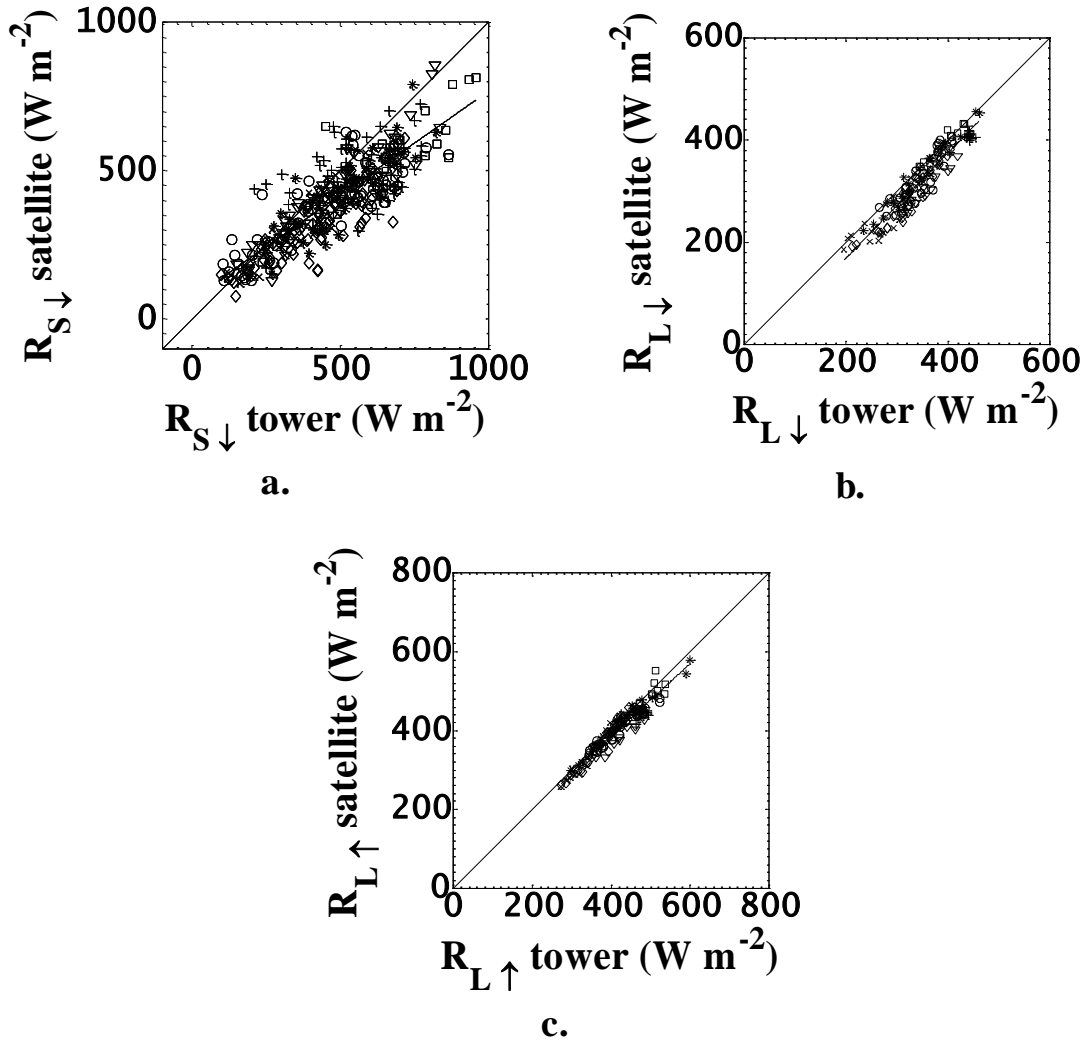 1000
500
0
0 500 1000
R_S↓ satellite (W m^-2)
R_S↓ tower (W m^-2)
a.
600
400
200
0
0 200 400 600
R_L↓ satellite (W m^-2)
R_L↓ tower (W m^-2)
b.
800
600
400
200
0
0 200 400 600 800
R_L↑ satellite (W m^-2)
R_L↑ tower (W m^-2)
c.